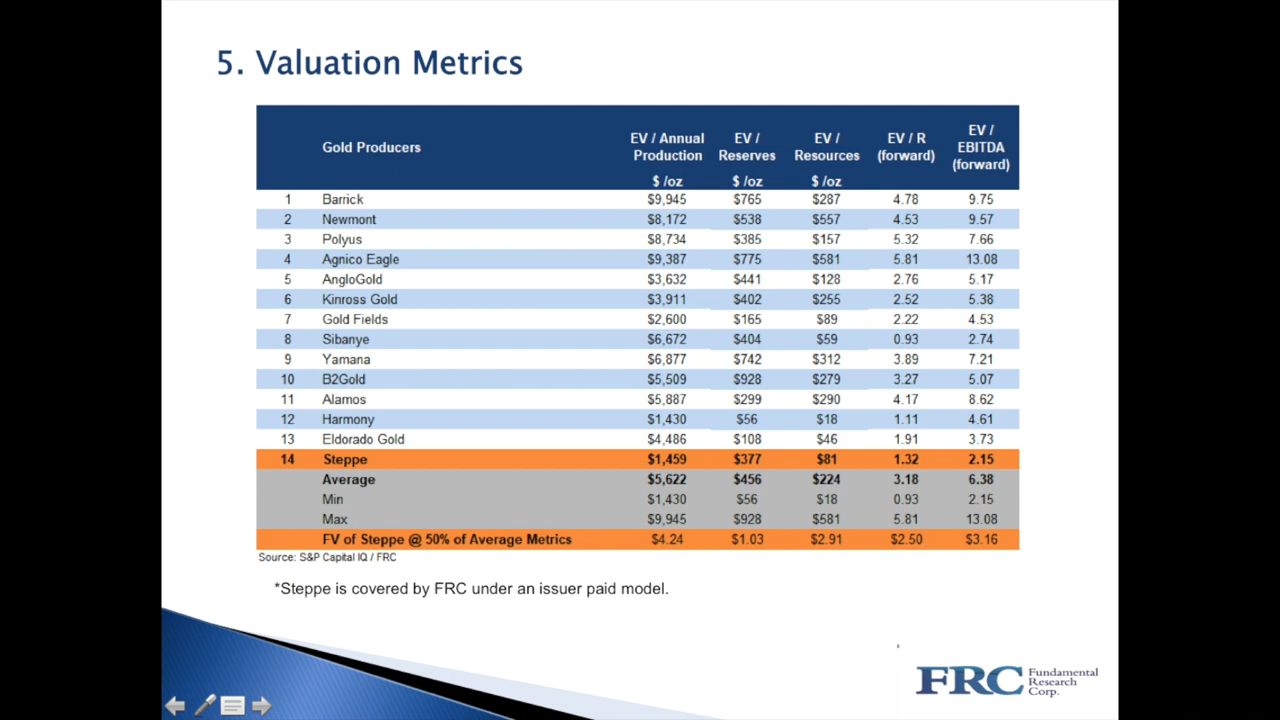 5. Valuation Metrics
Gold Producers EV / Annual Production EV / Reserves EV / Resources EV / R (forward) EV / EBITDA (forward)
$ /oz $ /oz $ /oz
1 Barrick $9,945 $765 $287 4.78 9.75
2 Newmont $8,172 $538 $557 4.53 9.57
3 Polyus $8,734 $385 $157 5.32 7.66
4 Agnico Eagle $9,387 $775 $581 5.81 13.08
5 AngloGold $3,632 $441 $128 2.76 5.17
6 Kinross Gold $3,911 $402 $255 2.52 5.38
7 Gold Fields $2,600 $165 $89 2.22 4.53
8 Sibanye $6,672 $404 $59 0.93 2.74
9 Yamana $6,877 $742 $312 3.89 7.21
10 B2Gold $5,509 $928 $279 3.27 5.07
11 Alamos $5,887 $299 $290 4.17 8.62
12 Harmony $1,430 $56 $18 1.11 4.61
13 Eldorado Gold $4,486 $108 $46 1.91 3.73
14 Steppe $1,459 $377 $81 1.32 2.15
Average $5,622 $456 $224 3.18 6.38
Min $1,430 $56 $18 0.93 2.15
Max $9,945 $928 $581 5.81 13.08
FV of Steppe @ 50% of Average Metrics $4.24 $1.03 $2.91 $2.50 $3.16
Source: S&P Capital IQ / FRC
*Steppe is covered by FRC under an issuer paid model.
FRC Fundamental Research Corp.